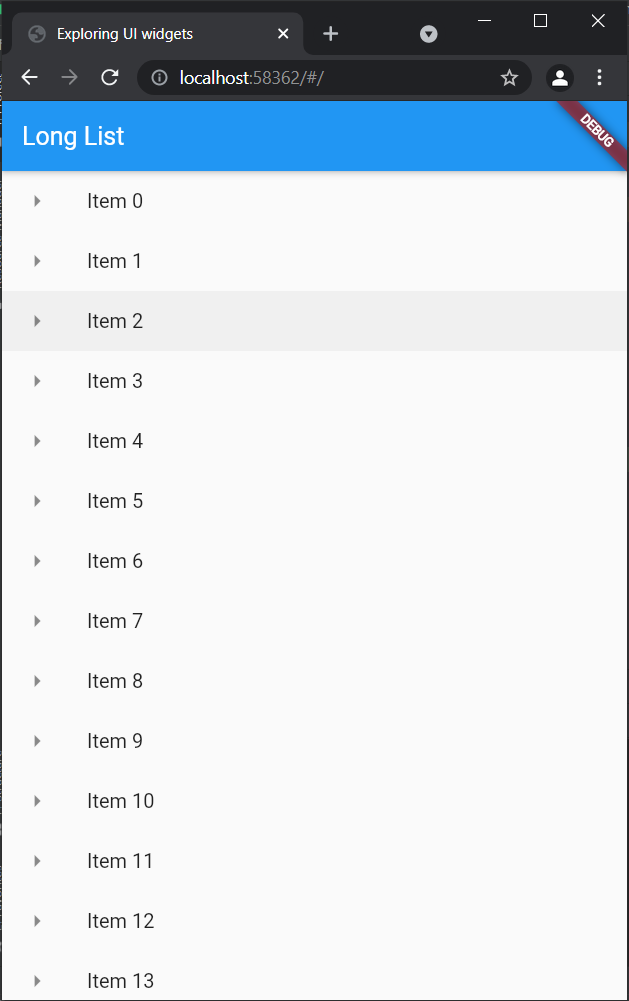 Exploring UI widgets
localhost:58362/#/
Long List
DEBUG
Item 0
Item 1
Item 2
Item 3
Item 4
Item 5
Item 6
Item 7
Item 8
Item 9
Item 10
Item 11
Item 12
Item 13